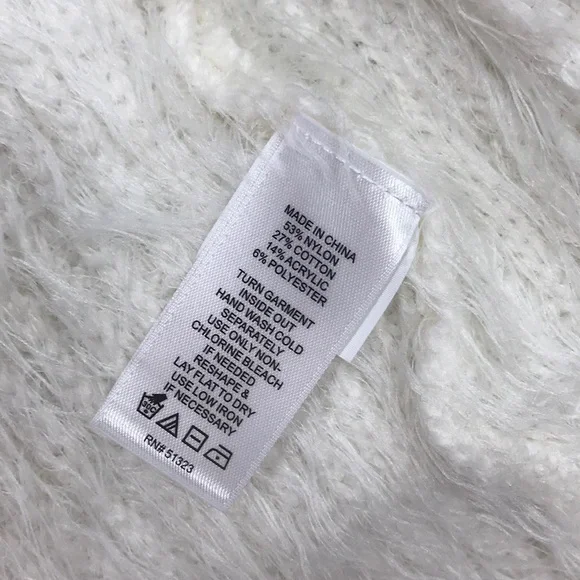 MADE IN CHINA
53% NYLON
27% COTTON
14% ACRYLIC
6% POLYESTER
TURN GARMENT
INSIDE OUT
HAND WASH COLD
SEPARATELY
USE ONLY NON-
CHLORINE BLEACH
IF NEEDED
RESHAPE &
LAY FLAT TO DRY
USE LOW IRON
IF NECESSARY
RN# 51323